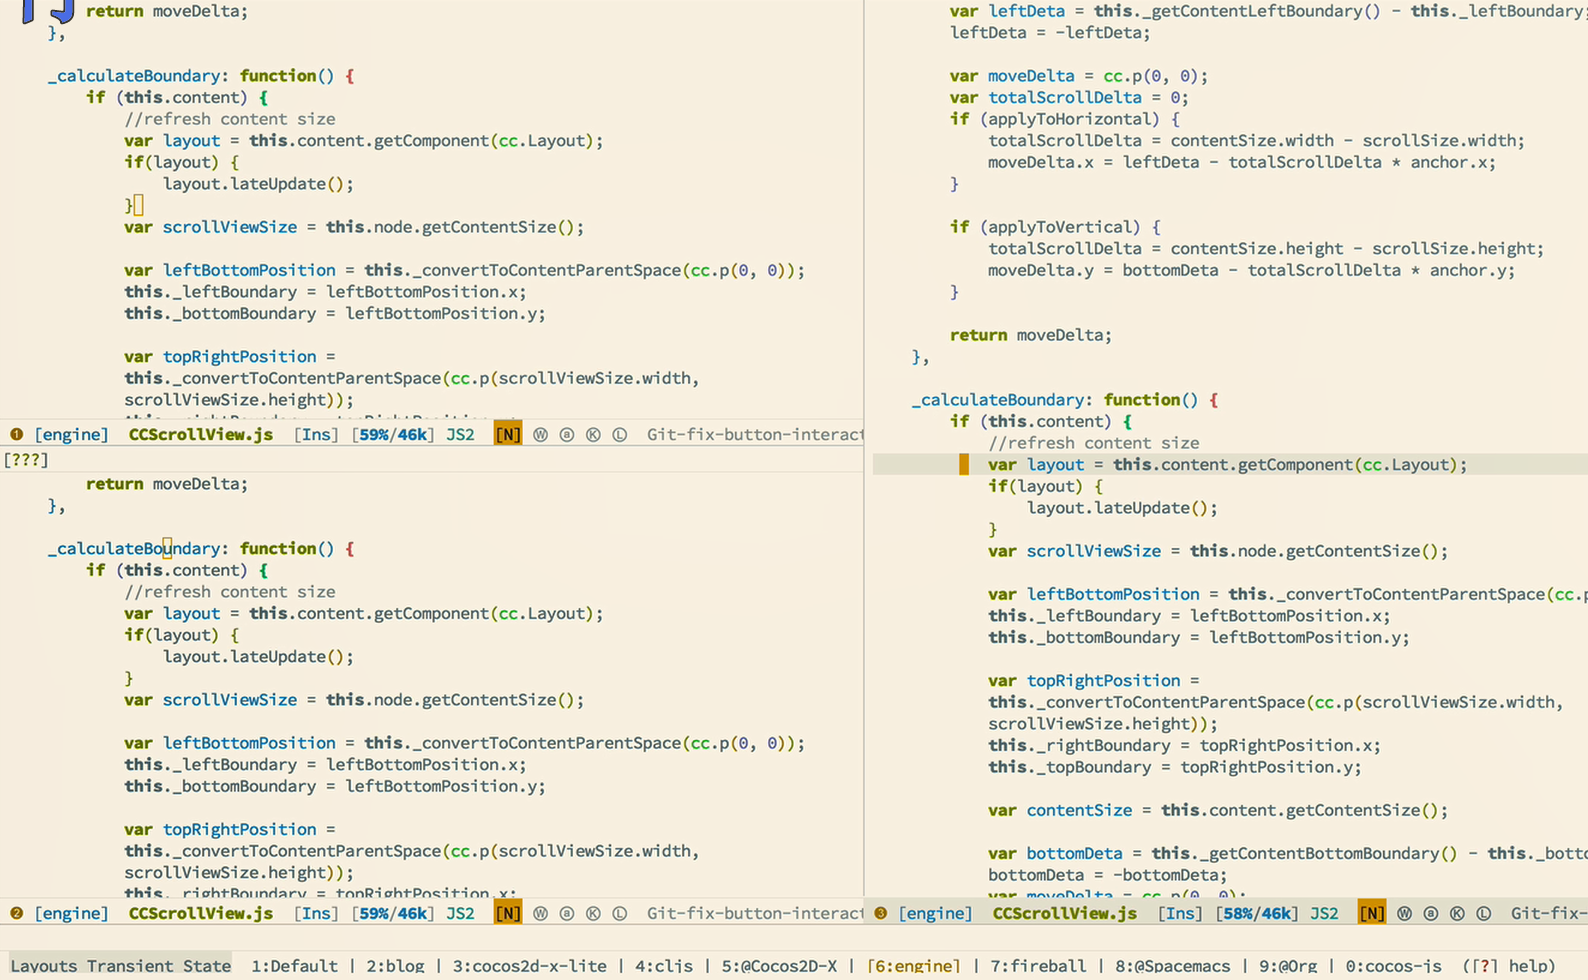 return moveDelta;
},
_calculateBoundary: function() {
if (this.content) {
//refresh content size
var layout = this.content.getComponent(cc.Layout);
if(layout) {
layout.lateUpdate();
}
var scrollViewSize = this.node.getContentSize();
var leftBottomPosition = this._convertToContentParentSpace(cc.p(0, 0));
this._leftBoundary = leftBottomPosition.x;
this._bottomBoundary = leftBottomPosition.y;
var topRightPosition =
this._convertToContentParentSpace(cc.p(scrollViewSize.width,
scrollViewSize.height));
❶ [engine] CCScrollView.js [Ins] [59%/46k] JS2 [N] Ⓦ ⓐ Ⓚ Ⓛ Git-fix-button-interact
[???]
return moveDelta;
},
_calculateBoundary: function() {
if (this.content) {
//refresh content size
var layout = this.content.getComponent(cc.Layout);
if(layout) {
layout.lateUpdate();
}
var scrollViewSize = this.node.getContentSize();
var leftBottomPosition = this._convertToContentParentSpace(cc.p(0, 0));
this._leftBoundary = leftBottomPosition.x;
this._bottomBoundary = leftBottomPosition.y;
var topRightPosition =
this._convertToContentParentSpace(cc.p(scrollViewSize.width,
scrollViewSize.height));
this._rightBoundary = topRightPosition.x;
❷ [engine] CCScrollView.js [Ins] [59%/46k] JS2 [N] Ⓦ ⓐ Ⓚ Ⓛ Git-fix-button-interact
var leftDeta = this._getContentLeftBoundary() - this._leftBoundary;
leftDeta = -leftDeta;
var moveDelta = cc.p(0, 0);
var totalScrollDelta = 0;
if (applyToHorizontal) {
totalScrollDelta = contentSize.width - scrollSize.width;
moveDelta.x = leftDeta - totalScrollDelta * anchor.x;
}
if (applyToVertical) {
totalScrollDelta = contentSize.height - scrollSize.height;
moveDelta.y = bottomDeta - totalScrollDelta * anchor.y;
}
return moveDelta;
},
_calculateBoundary: function() {
if (this.content) {
//refresh content size
var layout = this.content.getComponent(cc.Layout);
if(layout) {
layout.lateUpdate();
}
var scrollViewSize = this.node.getContentSize();
var leftBottomPosition = this._convertToContentParentSpace(cc.p
this._leftBoundary = leftBottomPosition.x;
this._bottomBoundary = leftBottomPosition.y;
var topRightPosition =
this._convertToContentParentSpace(cc.p(scrollViewSize.width,
scrollViewSize.height));
this._rightBoundary = topRightPosition.x;
this._topBoundary = topRightPosition.y;
var contentSize = this.content.getContentSize();
var bottomDeta = this._getContentBottomBoundary() - this._botto
bottomDeta = -bottomDeta;
var moveDelta = cc.p(0, 0);
❸ [engine] CCScrollView.js [Ins] [58%/46k] JS2 [N] Ⓦ ⓐ Ⓚ Ⓛ Git-fix-
Layouts Transient State 1:Default | 2:blog | 3:cocos2d-x-lite | 4:cljs | 5:@Cocos2D-X | [6:engine] | 7:fireball | 8:@Spacemacs | 9:@Org | 0:cocos-js ([?] help)